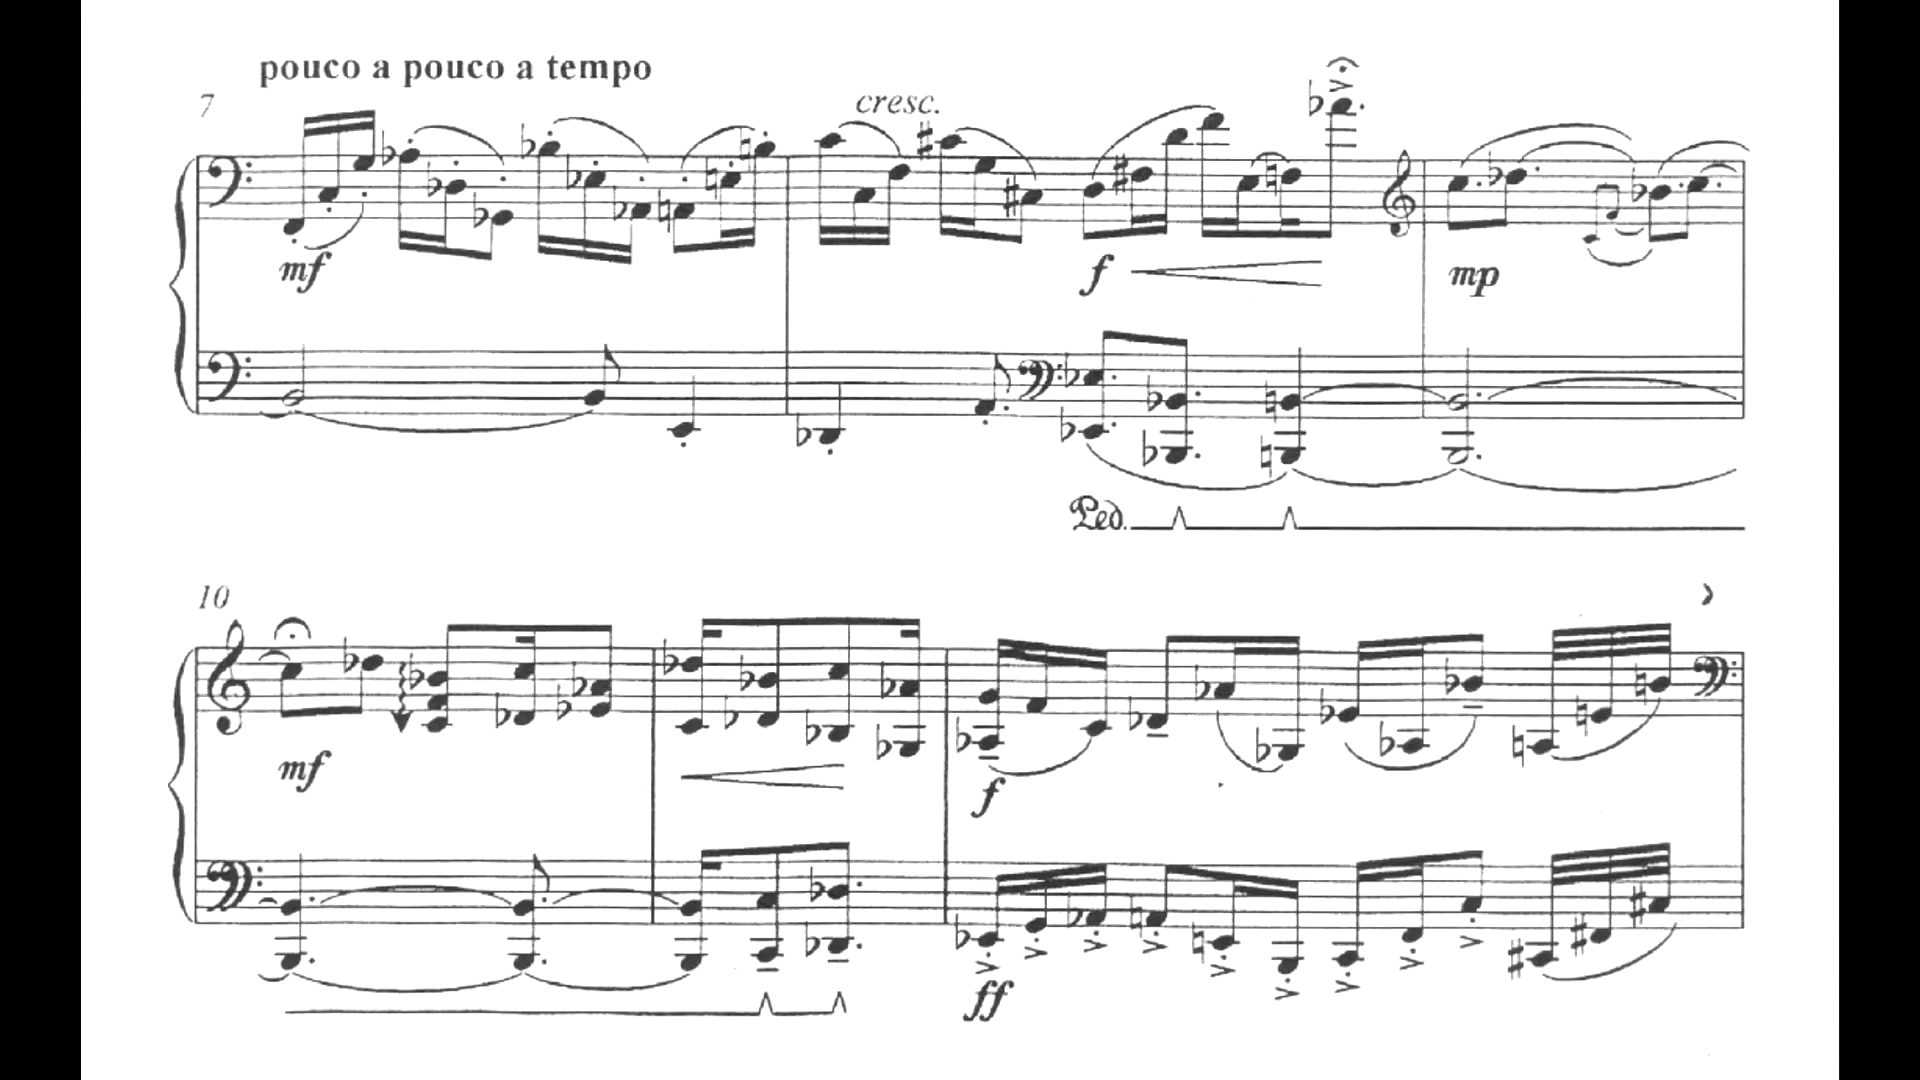 pouco a pouco a tempo
7
cresc.
mf
f
mp
Ped.
10
mf
f
ff